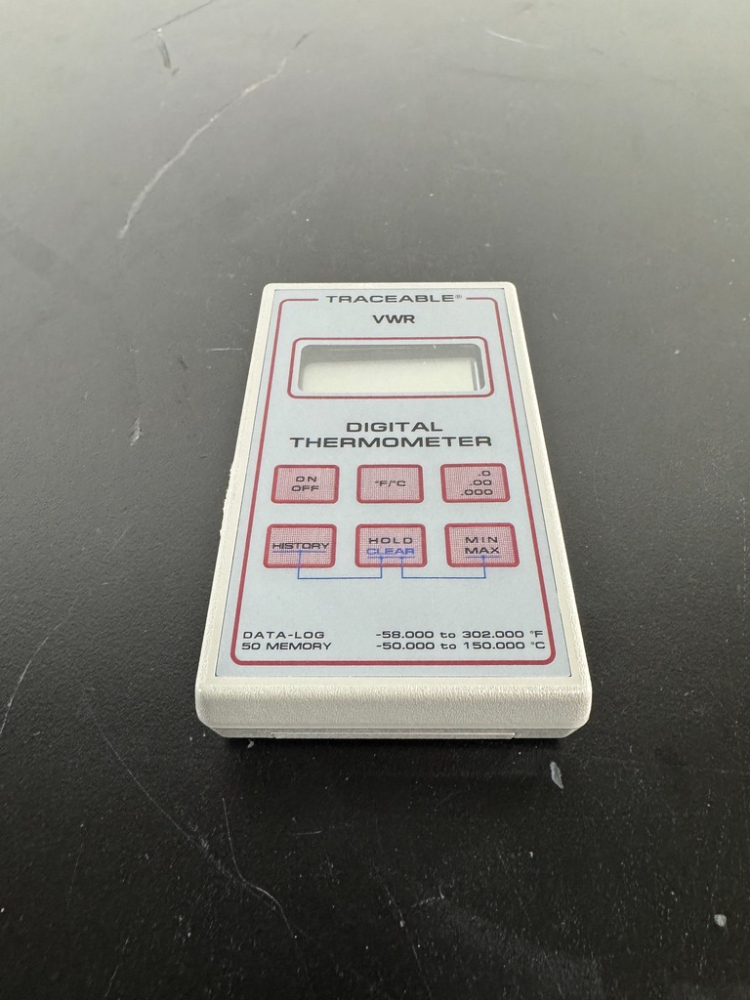 TRACEABLE®
VWR
DIGITAL
THERMOMETER
ON
OFF
°F/°C
.0
.00
.000
HISTORY
HOLD
CLEAR
MIN
MAX
DATA-LOG
50 MEMORY
-58.000 to 302.000 °F
-50.000 to 150.000 °C